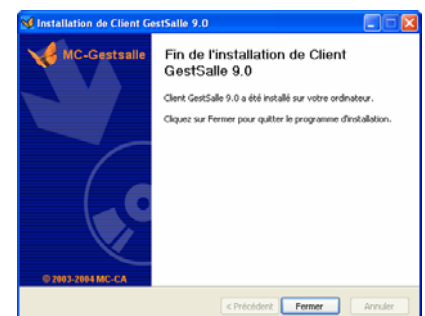 Installation de Client GestSalle 9.0
MC-Gestsalle
Fin de l'installation de Client
GestSalle 9.0
Client GestSalle 9.0 a été installé sur votre ordinateur.
Cliquez sur Fermer pour quitter le programme d'installation.
© 2003-2004 MC-CA
< Précédent Fermer Annuler